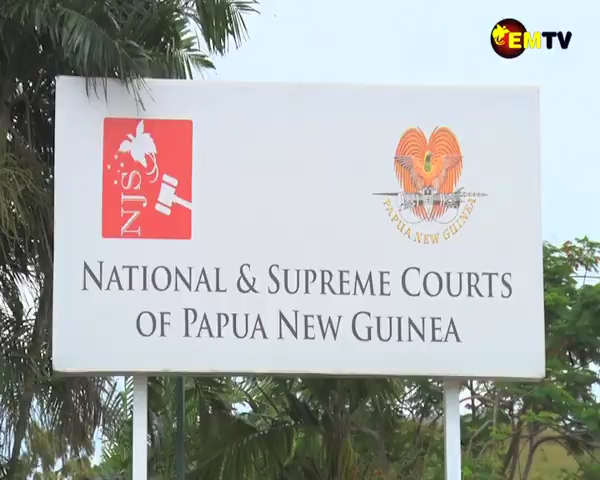 EMTV
NJS
PAPUA NEW GUINEA
NATIONAL & SUPREME COURTS
OF PAPUA NEW GUINEA